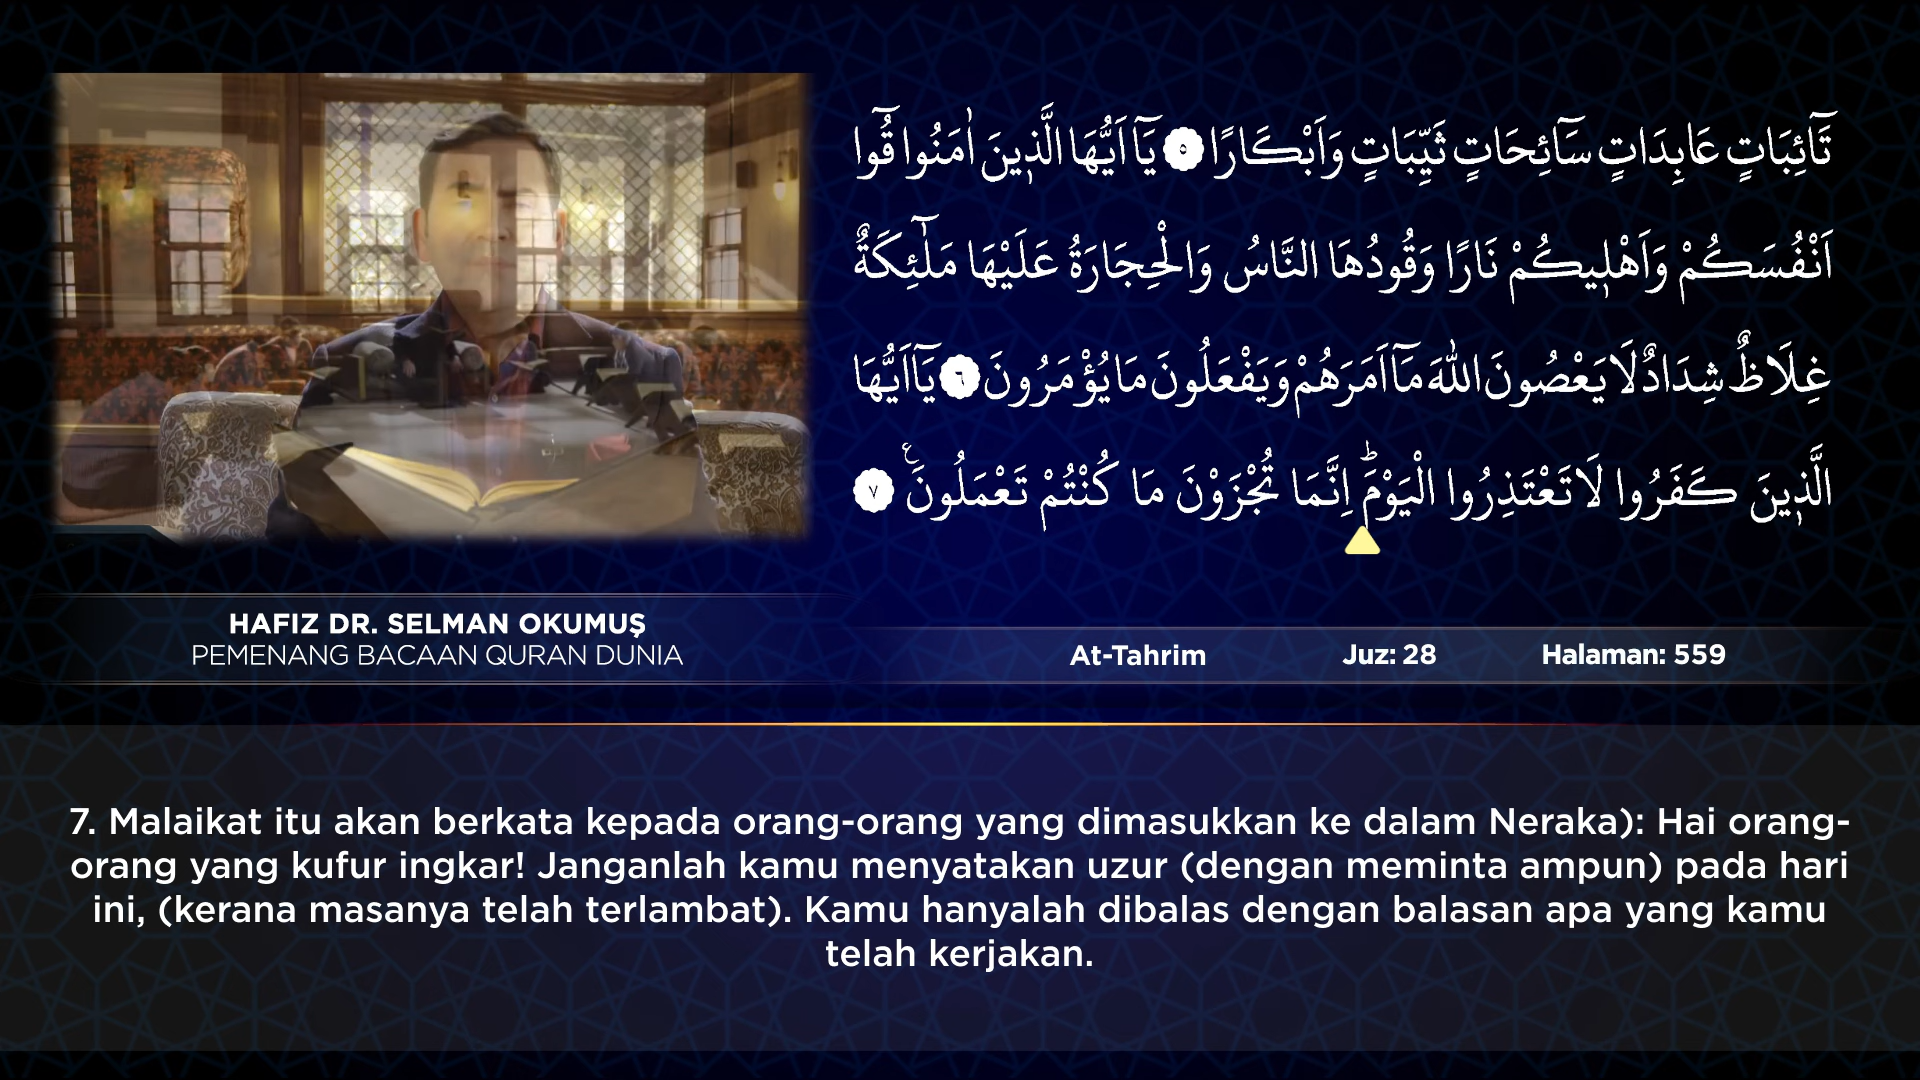 تَٓائِبَاتٍ عَابِدَاتٍ سَٓائِحَاتٍ ثَيِّبَاتٍ وَاَبْكَارًا ٥ يَٓا اَيُّهَا الَّذ۪ينَ اٰمَنُوا قُٓوا
اَنْفُسَكُمْ وَاَهْل۪يكُمْ نَارًا وَقُودُهَا النَّاسُ وَالْحِجَارَةُ عَلَيْهَا مَلٰٓئِكَةٌ
غِلَاظٌ شِدَادٌ لَا يَعْصُونَ اللّٰهَ مَٓا اَمَرَهُمْ وَيَفْعَلُونَ مَا يُؤْمَرُونَ ٦ يَٓا اَيُّهَا
الَّذ۪ينَ كَفَرُوا لَا تَعْتَذِرُوا الْيَوْمَۜ اِنَّمَا تُجْزَوْنَ مَا كُنْتُمْ تَعْمَلُونَ۟ ٧
HAFIZ DR. SELMAN OKUMUŞ
PEMENANG BACAAN QURAN DUNIA
At-Tahrim Juz: 28 Halaman: 559
7. Malaikat itu akan berkata kepada orang-orang yang dimasukkan ke dalam Neraka): Hai orang-
orang yang kufur ingkar! Janganlah kamu menyatakan uzur (dengan meminta ampun) pada hari
ini, (kerana masanya telah terlambat). Kamu hanyalah dibalas dengan balasan apa yang kamu
telah kerjakan.